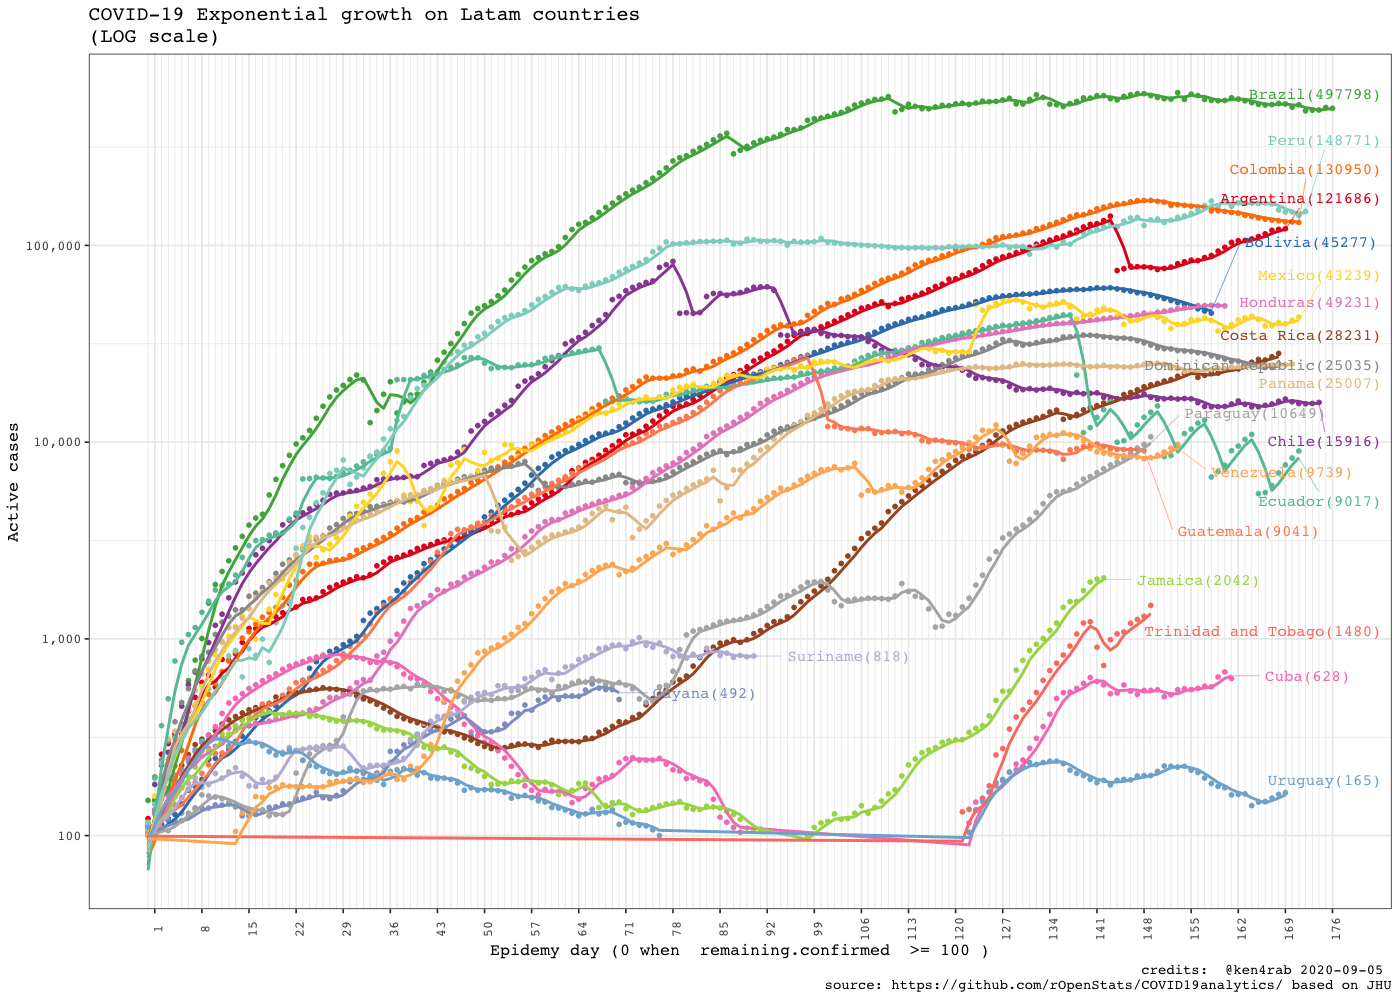 COVID-19 Exponential growth on Latam countries
(LOG scale)
Brazil(497798)
Peru(148771)
Colombia(130950)
Argentina(121686)
100,000
Bolivia(45277)
Mexico(43239)
Honduras(49231)
Costa Rica(28231)
Dominican Republic(25035)
Panama(25007)
Paraguay(10649)
10,000
Chile(15916)
Venezuela(9739)
Ecuador(9017)
Guatemala(9041)
Active cases
Jamaica(2042)
1,000
Trinidad and Tobago(1480)
Suriname(818)
Cuba(628)
Guyana(492)
Uruguay(165)
100
1 8 15 22 29 36 43 50 57 64 71 78 85 92 99 106 113 120 127 134 141 148 155 162 169 176
Epidemy day (0 when  remaining.confirmed  >= 100 )
credits:  @ken4rab 2020-09-05
source: https://github.com/rOpenStats/COVID19analytics/ based on JHU